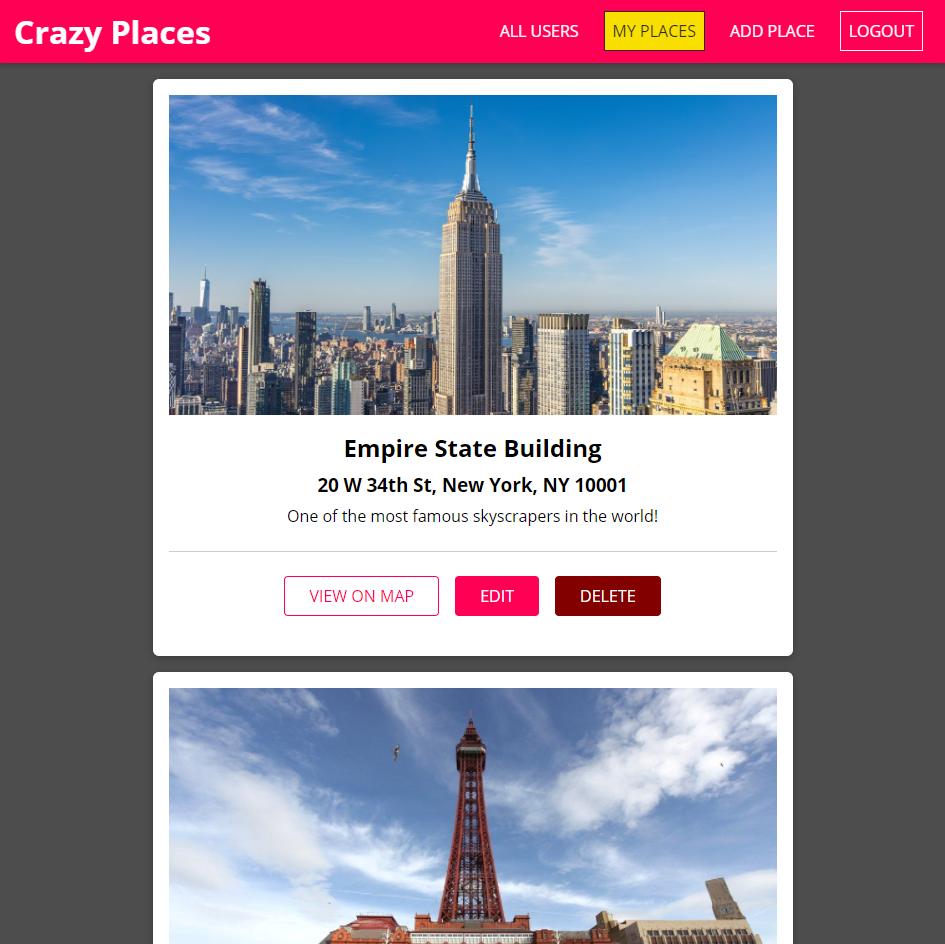 Crazy Places
ALL USERS
MY PLACES
ADD PLACE
LOGOUT
Empire State Building
20 W 34th St, New York, NY 10001
One of the most famous skyscrapers in the world!
VIEW ON MAP
EDIT
DELETE